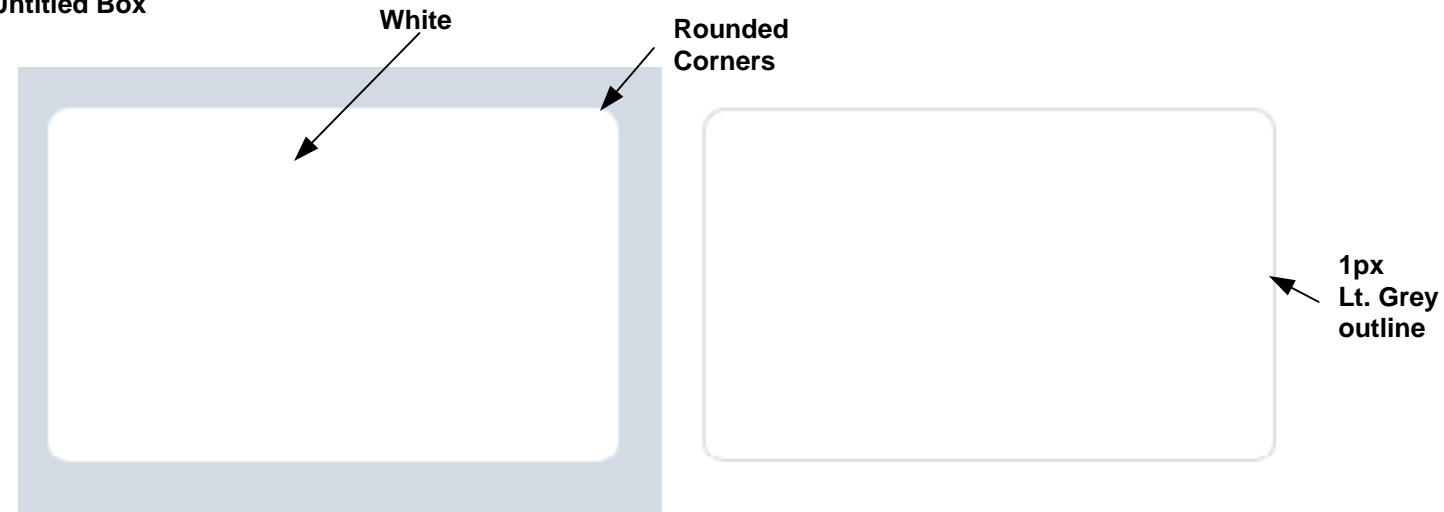 Untitled Box
White
Rounded
Corners
1px
Lt. Grey
outline